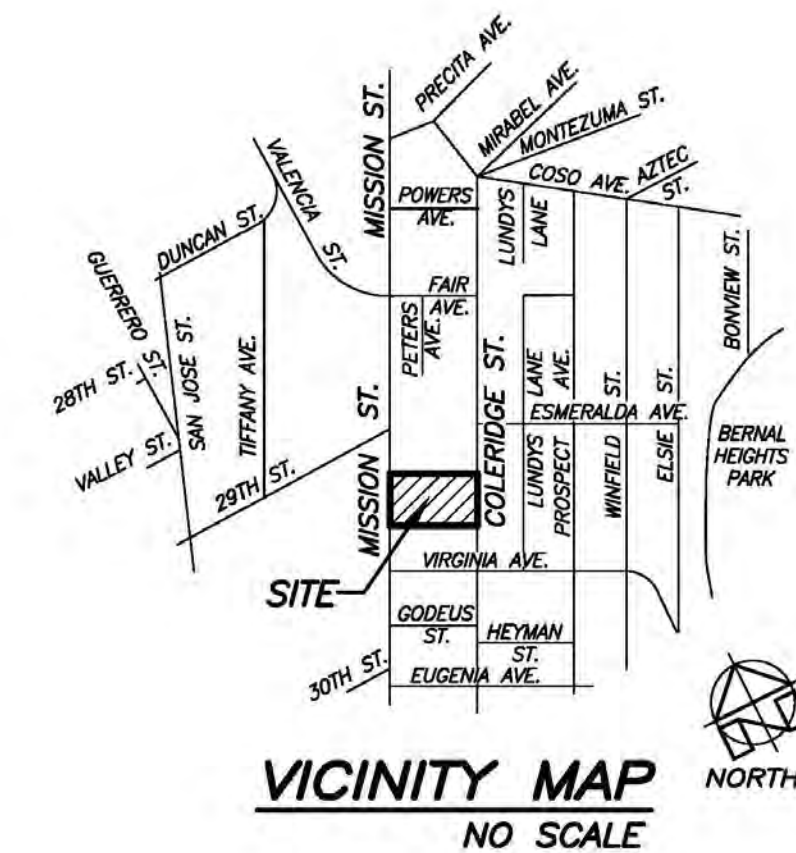 PRECITA AVE.
MIRABEL AVE.
MONTEZUMA ST.
MISSION ST.
VALENCIA
ST.
COSO AVE.
AZTEC
ST.
POWERS
AVE.
LUNDYS
LANE
DUNCAN ST.
GUERRERO ST.
BONVIEW ST.
FAIR
AVE.
PETERS
AVE.
SAN JOSE ST.
TIFFANY AVE.
28TH ST.
VALLEY ST.
29TH ST.
MISSION ST.
COLERIDGE ST.
LUNDYS LANE
PROSPECT AVE.
WINFIELD ST.
ELSIE ST.
ESMERALDA AVE.
BERNAL
HEIGHTS
PARK
VIRGINIA AVE.
SITE
GODEUS
ST.
HEYMAN
ST.
30TH ST.
EUGENIA AVE.
VICINITY MAP
NO SCALE
NORTH